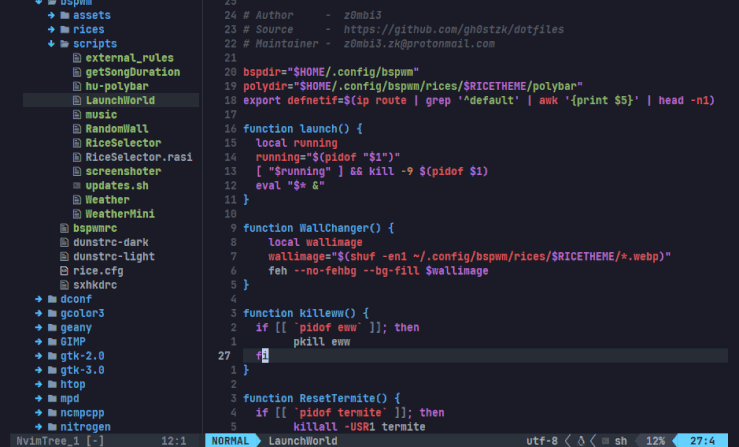 bspwm
assets
rices
scripts
external_rules
getSongDuration
hu-polybar
LaunchWorld
music
RandomWall
RiceSelector
RiceSelector.rasi
screenshoter
updates.sh
Weather
WeatherMini
bspwmrc
dunstrc-dark
dunstrc-light
rice.cfg
sxhkdrc
dconf
gcolor3
geany
GIMP
gtk-2.0
gtk-3.0
htop
mpd
ncmpcpp
nitrogen
NvimTree_1 [-] 12:1
25
24 # Author     -  z0mbi3
23 # Source     -  https://github.com/gh0stzk/dotfiles
22 # Maintainer -  z0mbi3.zk@protonmail.com
21
20 bspdir="$HOME/.config/bspwm"
19 polydir="$HOME/.config/bspwm/rices/$RICETHEME/polybar"
18 export defnetif=$(ip route | grep '^default' | awk '{print $5}' | head -n1)
17
16 function launch() {
15   local running
14   running="$(pidof "$1")"
13   [ "$running" ] && kill -9 $(pidof $1)
12   eval "$* &"
11 }
10
9 function WallChanger() {
8     local wallimage
7     wallimage="$(shuf -en1 ~/.config/bspwm/rices/$RICETHEME/*.webp)"
6     feh --no-fehbg --bg-fill $wallimage
5 }
4
3 function killeww() {
2   if [[ `pidof eww` ]]; then
1         pkill eww
27   fi
1 }
2
3 function ResetTermite() {
4   if [[ `pidof termite` ]]; then
5         killall -USR1 termite
NORMAL LaunchWorld utf-8 sh 12% 27:4